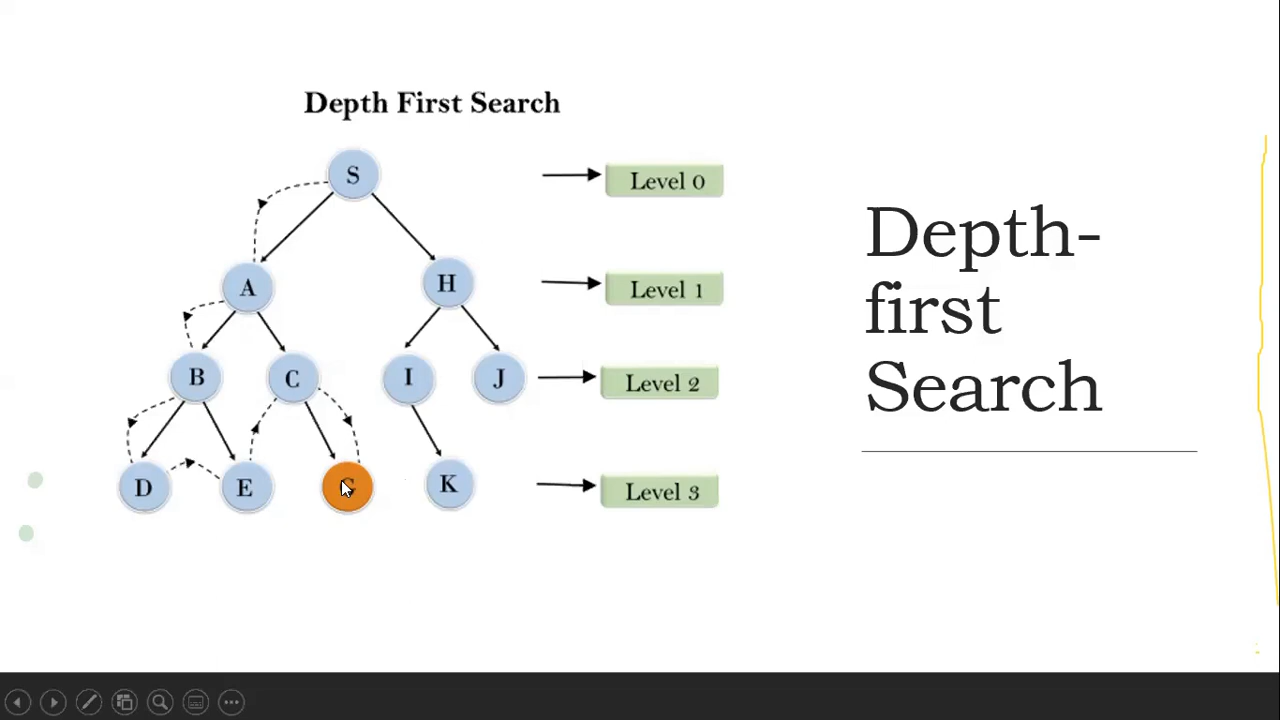 Depth First Search
S
Level 0
A
H
Level 1
B
C
I
J
Level 2
D
E
K
Level 3
Depth-
first
Search